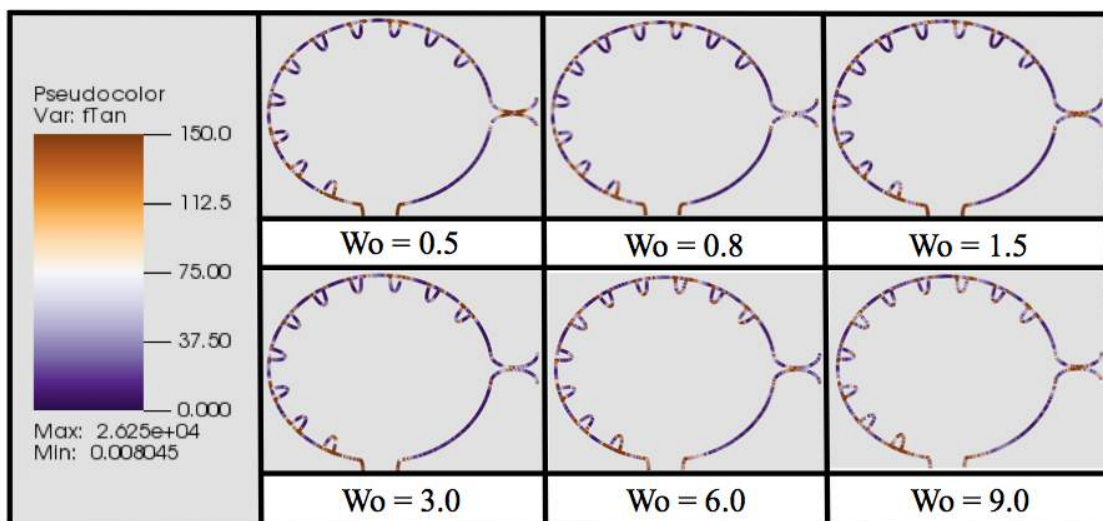 Pseudocolor
Var: fTan
150.0
112.5
75.00
37.50
0.000
Max: 2.625e+04
Min: 0.008045
Wo = 0.5
Wo = 0.8
Wo = 1.5
Wo = 3.0
Wo = 6.0
Wo = 9.0